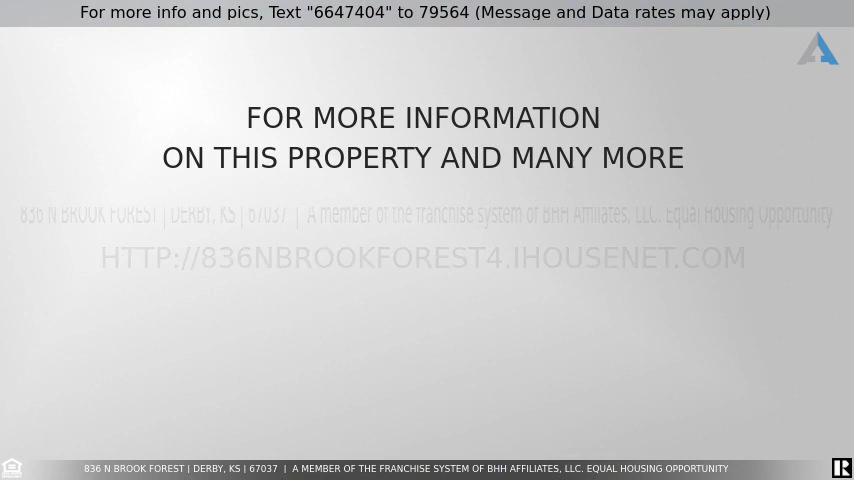 For more info and pics, Text "6647404" to 79564 (Message and Data rates may apply)
FOR MORE INFORMATION
ON THIS PROPERTY AND MANY MORE
836 N BROOK FOREST | DERBY, KS | 67037 | A member of the franchise system of BHH Affiliates, LLC. Equal Housing Opportunity
HTTP://836NBROOKFOREST4.IHOUSENET.COM
836 N BROOK FOREST | DERBY, KS | 67037 | A MEMBER OF THE FRANCHISE SYSTEM OF BHH AFFILIATES, LLC. EQUAL HOUSING OPPORTUNITY